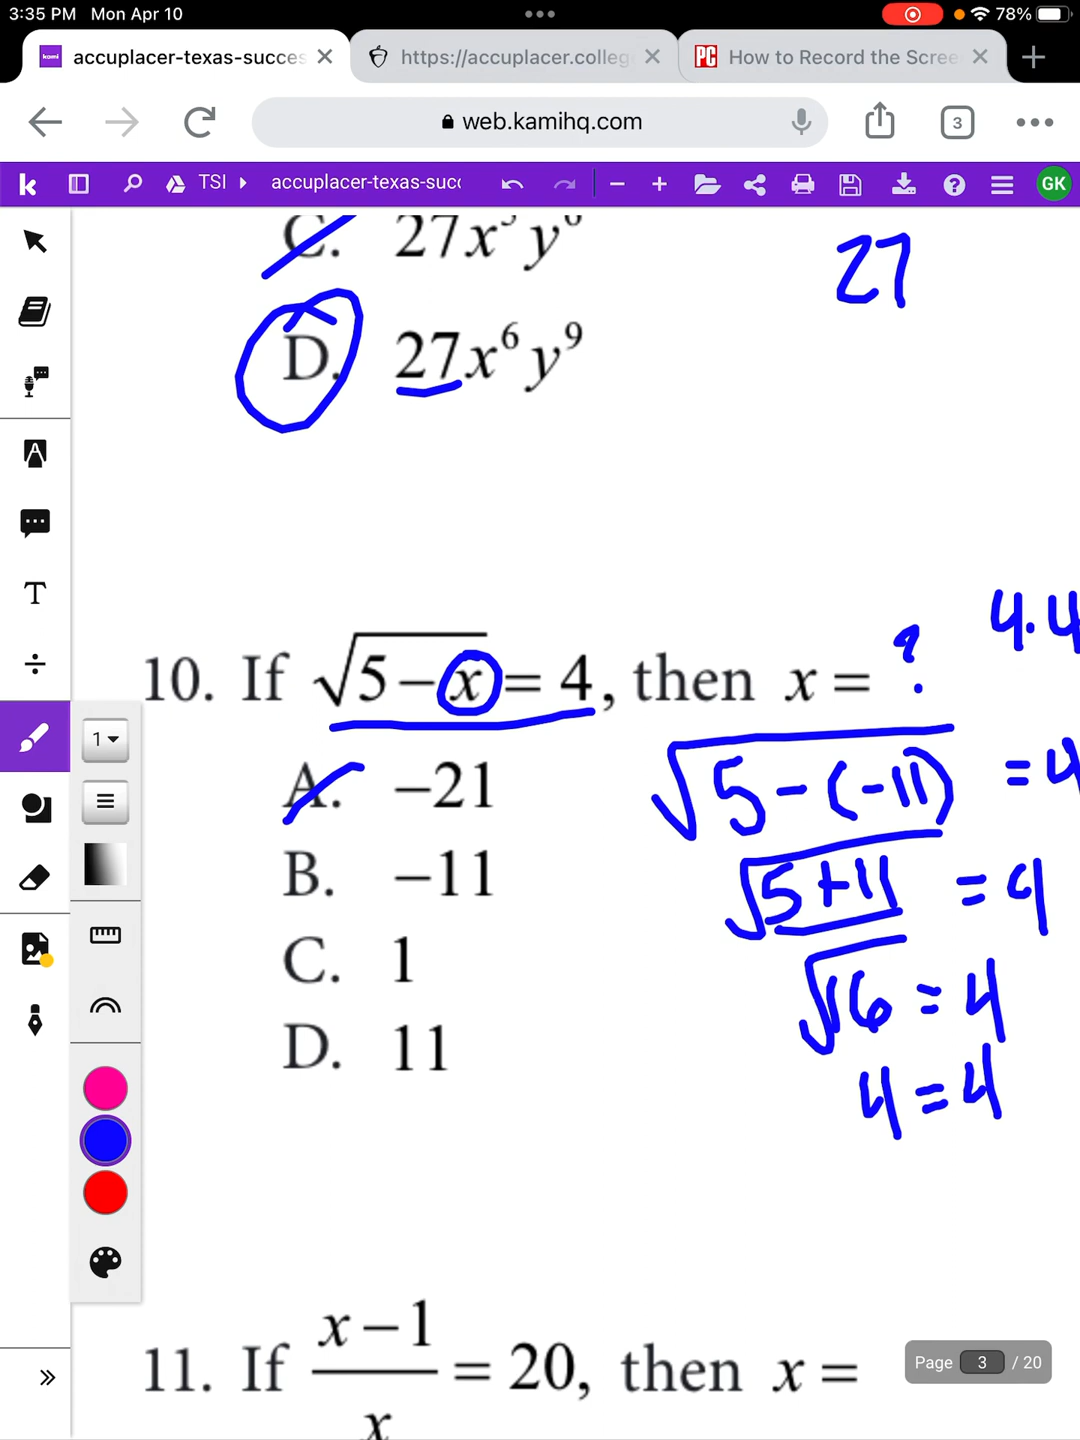 3:35 PM Mon Apr 10 78%
kami accuplacer-texas-succes https://accuplacer.colleg PC How to Record the Scree
web.kamihq.com 3
k TSI accuplacer-texas-succ GK
C. 27x y 27
D. 27x⁶y⁹
T
4·4
10. If √5−x = 4, then x = ?
1
A. −21 √5-(-11) = 4
B. −11 √5+11 = 4
C. 1 √16 = 4
D. 11 4 = 4
11. If x−1/x = 20, then x =
Page 3 / 20